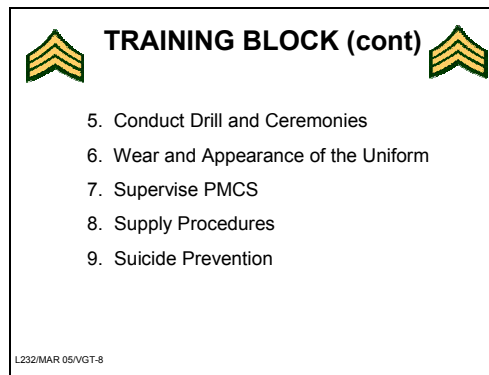 TRAINING BLOCK (cont)
5. Conduct Drill and Ceremonies
6. Wear and Appearance of the Uniform
7. Supervise PMCS
8. Supply Procedures
9. Suicide Prevention
L232/MAR 05/VGT-8